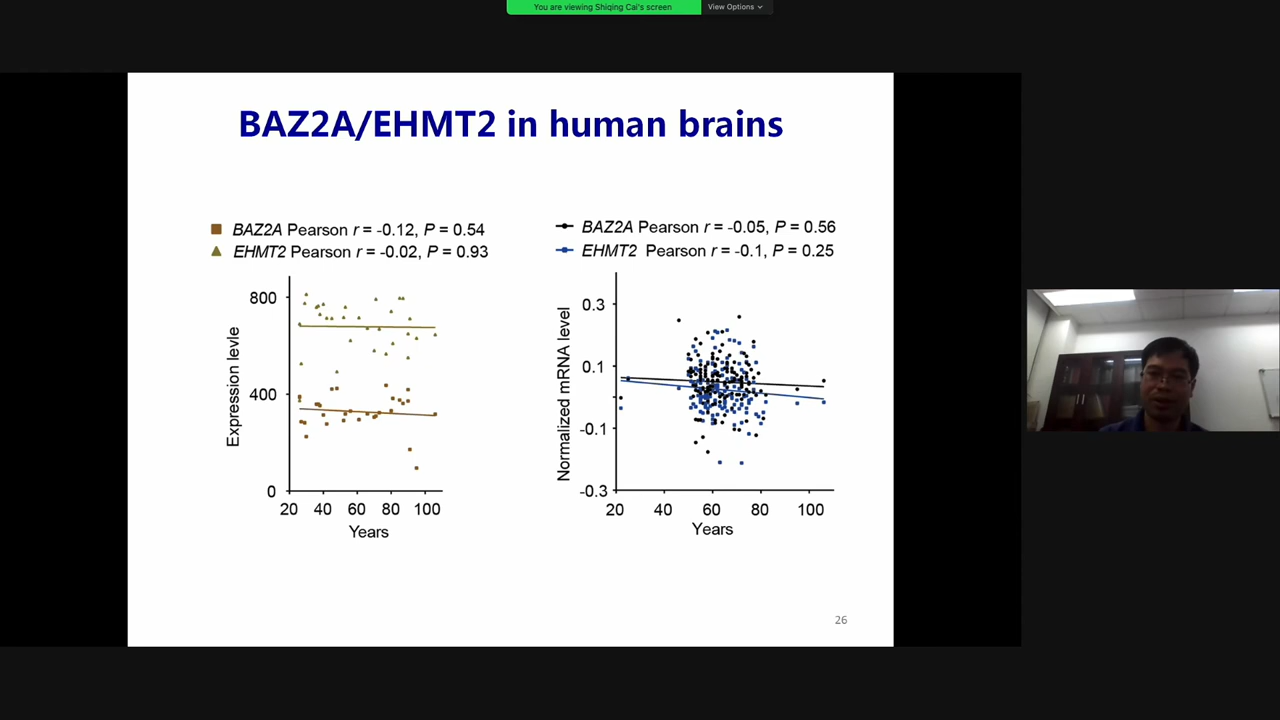 You are viewing Shiqing Cai's screen
View Options
BAZ2A/EHMT2 in human brains
BAZ2A Pearson r = -0.12, P = 0.54
EHMT2 Pearson r = -0.02, P = 0.93
800
400
0
Expression levle
20 40 60 80 100
Years
BAZ2A Pearson r = -0.05, P = 0.56
EHMT2 Pearson r = -0.1, P = 0.25
0.3
0.1
-0.1
-0.3
Normalized mRNA level
20 40 60 80 100
Years
26